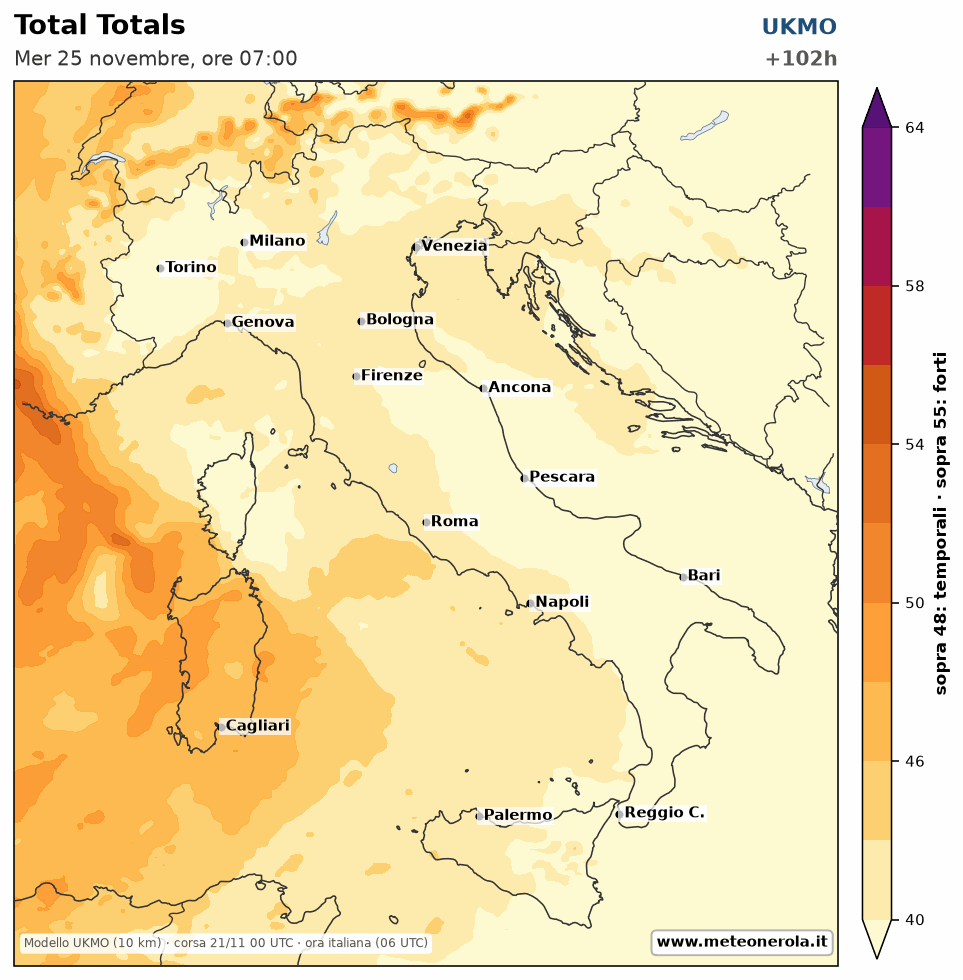 Total Totals
UKMO
Mer 25 novembre, ore 07:00
+102h
64
58
54
50
46
40
sopra 48: temporali · sopra 55: forti
Milano
Venezia
Torino
Genova
Bologna
Firenze
Ancona
Pescara
Roma
Bari
Napoli
Cagliari
Palermo
Reggio C.
Modello UKMO (10 km) · corsa 21/11 00 UTC · ora italiana (06 UTC)
www.meteonerola.it